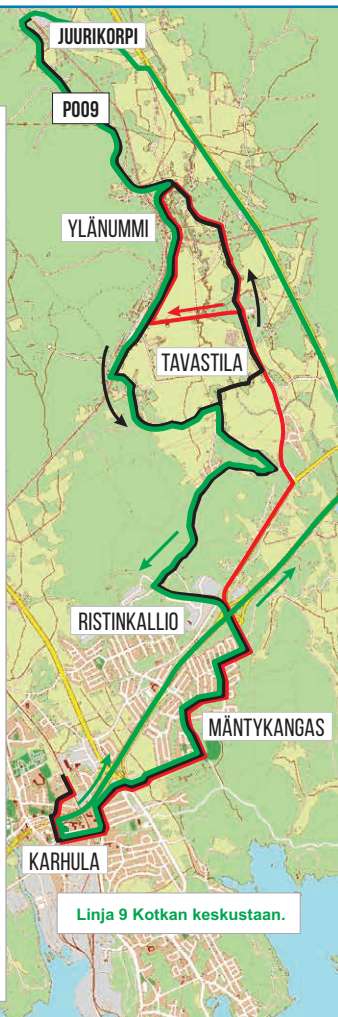 JUURIKORPI
P009
YLÄNUMMI
TAVASTILA
RISTINKALLIO
MÄNTYKANGAS
KARHULA
Linja 9 Kotkan keskustaan.